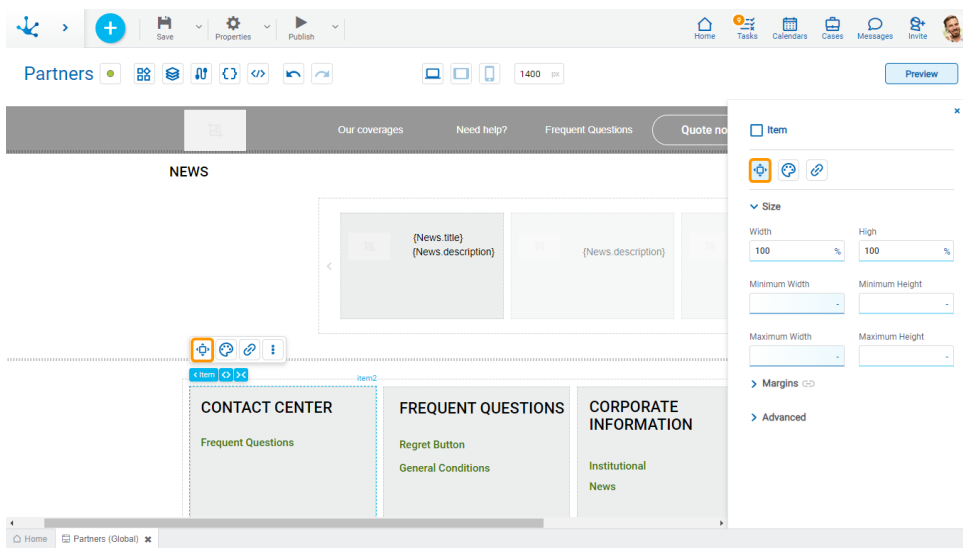 Save
Properties
Publish
Home
9
Tasks
Calendars
Cases
Messages
Invite
Partners
1400 px
Preview
Our coverages
Need help?
Frequent Questions
Quote no
Item
NEWS
Size
Width
High
100 %
100 %
{News.title}
{News.description}
{News.description}
Minimum Width
Minimum Height
-
-
Maximum Width
Maximum Height
-
-
Margins
Advanced
Item
item2
CONTACT CENTER
Frequent Questions
FREQUENT QUESTIONS
Regret Button
General Conditions
CORPORATE
INFORMATION
Institutional
News
Home
Partners (Global)